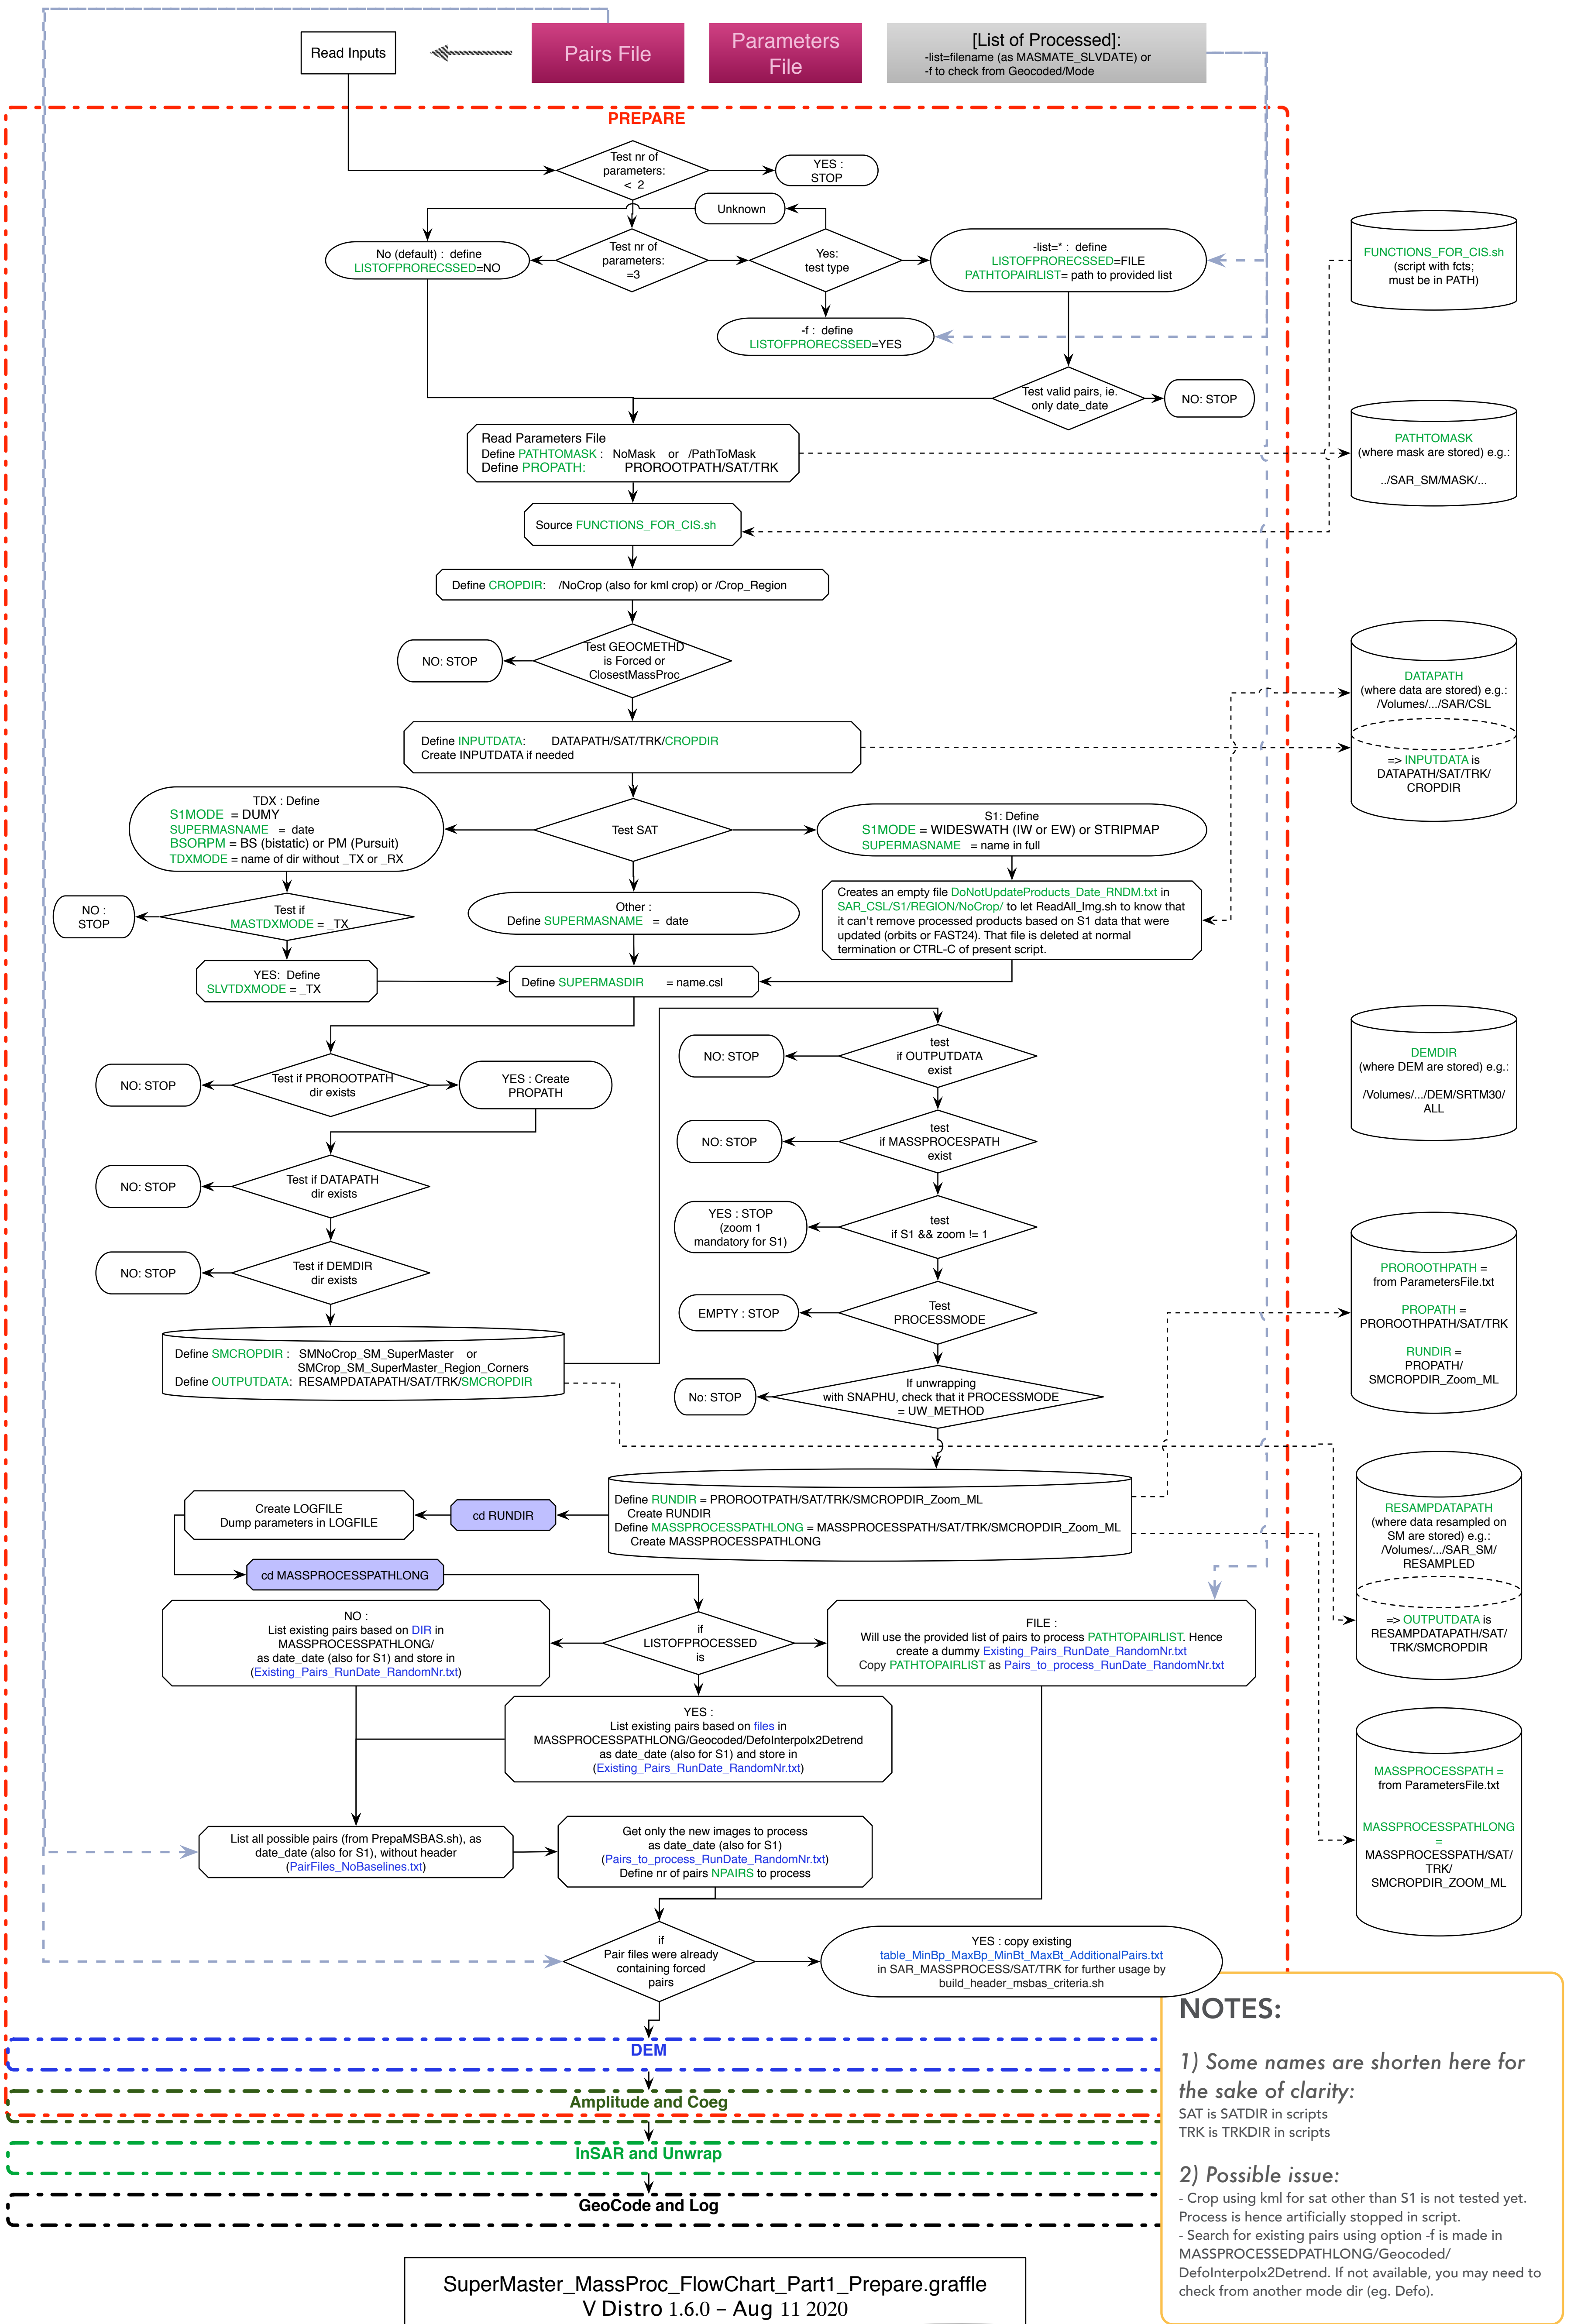 Read Inputs
Pairs File
Parameters
File
[List of Processed]:
-list=filename (as MASMATE_SLVDATE) or
-f to check from Geocoded/Mode
PREPARE
Test nr of
parameters:
< 2
YES :
STOP
Unknown
No (default) : define
LISTOFPRORECSSED=NO
Test nr of
parameters:
=3
Yes:
test type
-list=* : define
LISTOFPRORECSSED=FILE
PATHTOPAIRLIST= path to provided list
-f : define
LISTOFPRORECSSED=YES
Test valid pairs, ie.
only date_date
NO: STOP
FUNCTIONS_FOR_CIS.sh
(script with fcts;
must be in PATH)
Read Parameters File
Define PATHTOMASK : NoMask or /PathToMask
Define PROPATH: PROROOTPATH/SAT/TRK
PATHTOMASK
(where mask are stored) e.g.:
../SAR_SM/MASK/...
Source FUNCTIONS_FOR_CIS.sh
Define CROPDIR: /NoCrop (also for kml crop) or /Crop_Region
NO: STOP
Test GEOCMETHD
is Forced or
ClosestMassProc
Define INPUTDATA: DATAPATH/SAT/TRK/CROPDIR
Create INPUTDATA if needed
DATAPATH
(where data are stored) e.g.:
/Volumes/.../SAR/CSL
=> INPUTDATA is
DATAPATH/SAT/TRK/
CROPDIR
TDX : Define
S1MODE = DUMY
SUPERMASNAME = date
BSORPM = BS (bistatic) or PM (Pursuit)
TDXMODE = name of dir without _TX or _RX
Test SAT
S1: Define
S1MODE = WIDESWATH (IW or EW) or STRIPMAP
SUPERMASNAME = name in full
NO :
STOP
Test if
MASTDXMODE = _TX
Other :
Define SUPERMASNAME = date
Creates an empty file DoNotUpdateProducts_Date_RNDM.txt in
SAR_CSL/S1/REGION/NoCrop/ to let ReadAll_Img.sh to know that
it can't remove processed products based on S1 data that were
updated (orbits or FAST24). That file is deleted at normal
termination or CTRL-C of present script.
YES: Define
SLVTDXMODE = _TX
Define SUPERMASDIR = name.csl
NO: STOP
Test if PROROOTPATH
dir exists
YES : Create
PROPATH
NO: STOP
test
if OUTPUTDATA
exist
DEMDIR
(where DEM are stored) e.g.:
/Volumes/.../DEM/SRTM30/
ALL
NO: STOP
test
if MASSPROCESPATH
exist
NO: STOP
Test if DATAPATH
dir exists
YES : STOP
(zoom 1
mandatory for S1)
test
if S1 && zoom != 1
NO: STOP
Test if DEMDIR
dir exists
EMPTY : STOP
Test
PROCESSMODE
PROROOTHPATH =
from ParametersFile.txt
PROPATH =
PROROOTHPATH/SAT/TRK
RUNDIR =
PROPATH/
SMCROPDIR_Zoom_ML
Define SMCROPDIR : SMNoCrop_SM_SuperMaster or
SMCrop_SM_SuperMaster_Region_Corners
Define OUTPUTDATA: RESAMPDATAPATH/SAT/TRK/SMCROPDIR
No: STOP
If unwrapping
with SNAPHU, check that it PROCESSMODE
= UW_METHOD
Create LOGFILE
Dump parameters in LOGFILE
cd RUNDIR
Define RUNDIR = PROROOTPATH/SAT/TRK/SMCROPDIR_Zoom_ML
Create RUNDIR
Define MASSPROCESSPATHLONG = MASSPROCESSPATH/SAT/TRK/SMCROPDIR_Zoom_ML
Create MASSPROCESSPATHLONG
RESAMPDATAPATH
(where data resampled on
SM are stored) e.g.:
/Volumes/.../SAR_SM/
RESAMPLED
=> OUTPUTDATA is
RESAMPDATAPATH/SAT/
TRK/SMCROPDIR
cd MASSPROCESSPATHLONG
NO :
List existing pairs based on DIR in
MASSPROCESSPATHLONG/
as date_date (also for S1) and store in
(Existing_Pairs_RunDate_RandomNr.txt)
if
LISTOFPROCESSED
is
FILE :
Will use the provided list of pairs to process PATHTOPAIRLIST. Hence
create a dummy Existing_Pairs_RunDate_RandomNr.txt
Copy PATHTOPAIRLIST as Pairs_to_process_RunDate_RandomNr.txt
YES :
List existing pairs based on files in
MASSPROCESSPATHLONG/Geocoded/DefoInterpolx2Detrend
as date_date (also for S1) and store in
(Existing_Pairs_RunDate_RandomNr.txt)
MASSPROCESSPATH =
from ParametersFile.txt
MASSPROCESSPATHLONG
=
MASSPROCESSPATH/SAT/
TRK/
SMCROPDIR_ZOOM_ML
List all possible pairs (from PrepaMSBAS.sh), as
date_date (also for S1), without header
(PairFiles_NoBaselines.txt)
Get only the new images to process
as date_date (also for S1)
(Pairs_to_process_RunDate_RandomNr.txt)
Define nr of pairs NPAIRS to process
if
Pair files were already
containing forced
pairs
YES : copy existing
table_MinBp_MaxBp_MinBt_MaxBt_AdditionalPairs.txt
in SAR_MASSPROCESS/SAT/TRK for further usage by
build_header_msbas_criteria.sh
DEM
Amplitude and Coeg
InSAR and Unwrap
GeoCode and Log
NOTES:
1) Some names are shorten here for
the sake of clarity:
SAT is SATDIR in scripts
TRK is TRKDIR in scripts
2) Possible issue:
- Crop using kml for sat other than S1 is not tested yet.
Process is hence artificially stopped in script.
- Search for existing pairs using option -f is made in
MASSPROCESSEDPATHLONG/Geocoded/
DefoInterpolx2Detrend. If not available, you may need to
check from another mode dir (eg. Defo).
SuperMaster_MassProc_FlowChart_Part1_Prepare.graffle
V Distro 1.6.0 – Aug 11 2020